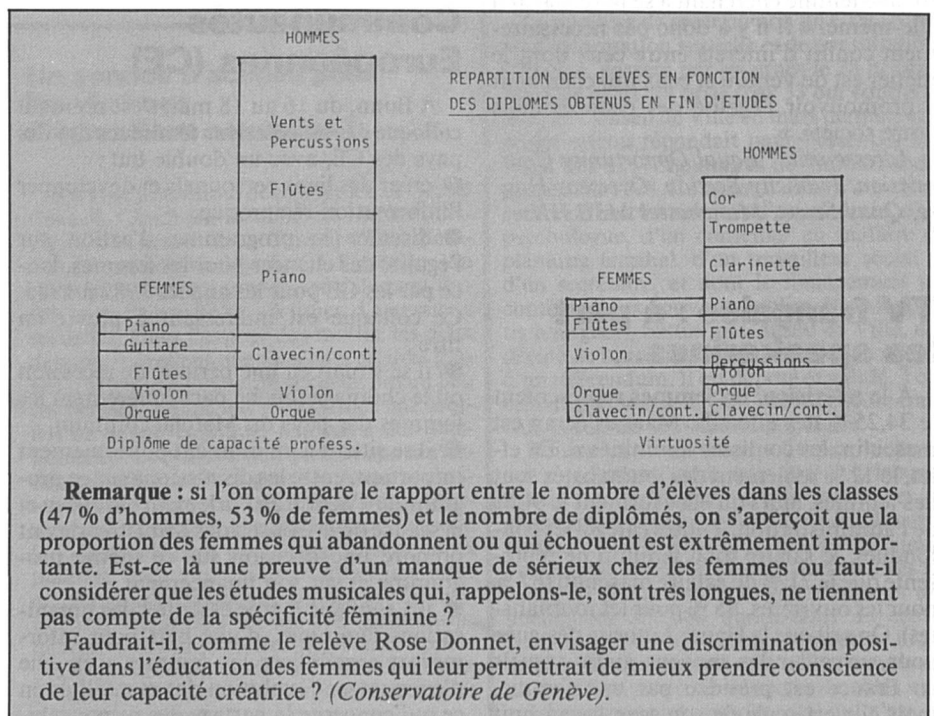 HOMMES
REPARTITION DES ELEVES EN FONCTION
DES DIPLOMES OBTENUS EN FIN D'ETUDES
Vents et
Percussions
Flûtes
Piano
Clavecin/cont.
Violon
Orgue
FEMMES
Piano
Guitare
Flûtes
Violon
Orgue
Diplôme de capacité profess.
HOMMES
Cor
Trompette
Clarinette
Piano
Flûtes
Percussions
Violon
Orgue
Clavecin/cont.
FEMMES
Piano
Flûtes
Violon
Orgue
Clavecin/cont.
Virtuosité
Remarque : si l'on compare le rapport entre le nombre d'élèves dans les classes
(47 % d'hommes, 53 % de femmes) et le nombre de diplômés, on s'aperçoit que la
proportion des femmes qui abandonnent ou qui échouent est extrêmement impor-
tante. Est-ce là une preuve d'un manque de sérieux chez les femmes ou faut-il
considérer que les études musicales qui, rappelons-le, sont très longues, ne tiennent
pas compte de la spécificité féminine ?
Faudrait-il, comme le relève Rose Donnet, envisager une discrimination posi-
tive dans l'éducation des femmes qui leur permettrait de mieux prendre conscience
de leur capacité créatrice ? (Conservatoire de Genève).